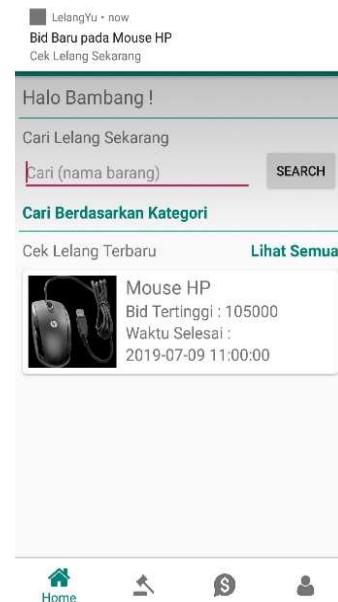 LelangYu • now
Bid Baru pada Mouse HP
Cek Lelang Sekarang
Halo Bambang !
Cari Lelang Sekarang
Cari (nama barang)
SEARCH
Cari Berdasarkan Kategori
Cek Lelang Terbaru
Lihat Semua
Mouse HP
Bid Tertinggi : 105000
Waktu Selesai :
2019-07-09 11:00:00
Home